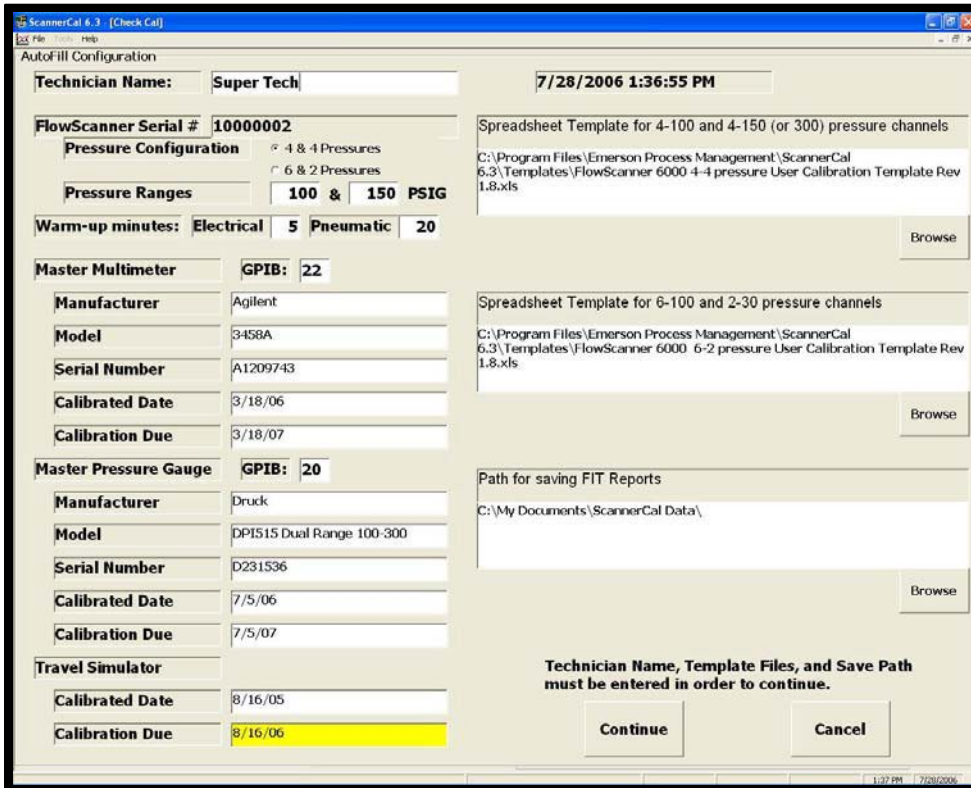 ScannerCal 6.3 - [Check Cal]
File Tools Help
AutoFill Configuration
Technician Name: Super Tech
7/28/2006 1:36:55 PM
FlowScanner Serial # 10000002
Pressure Configuration 4 & 4 Pressures
6 & 2 Pressures
Pressure Ranges 100 & 150 PSIG
Warm-up minutes: Electrical 5 Pneumatic 20
Master Multimeter GPIB: 22
Manufacturer Agilent
Model 3458A
Serial Number A1209743
Calibrated Date 3/18/06
Calibration Due 3/18/07
Master Pressure Gauge GPIB: 20
Manufacturer Druck
Model DPI515 Dual Range 100-300
Serial Number D231536
Calibrated Date 7/5/06
Calibration Due 7/5/07
Travel Simulator
Calibrated Date 8/16/05
Calibration Due 8/16/06
Spreadsheet Template for 4-100 and 4-150 (or 300) pressure channels
C:\Program Files\Emerson Process Management\ScannerCal
6.3\Templates\FlowScanner 6000 4-4 pressure User Calibration Template Rev
1.8.xls
Browse
Spreadsheet Template for 6-100 and 2-30 pressure channels
C:\Program Files\Emerson Process Management\ScannerCal
6.3\Templates\FlowScanner 6000 6-2 pressure User Calibration Template Rev
1.8.xls
Browse
Path for saving FIT Reports
C:\My Documents\ScannerCal Data\
Browse
Technician Name, Template Files, and Save Path
must be entered in order to continue.
Continue Cancel
1:37 PM 7/28/2006